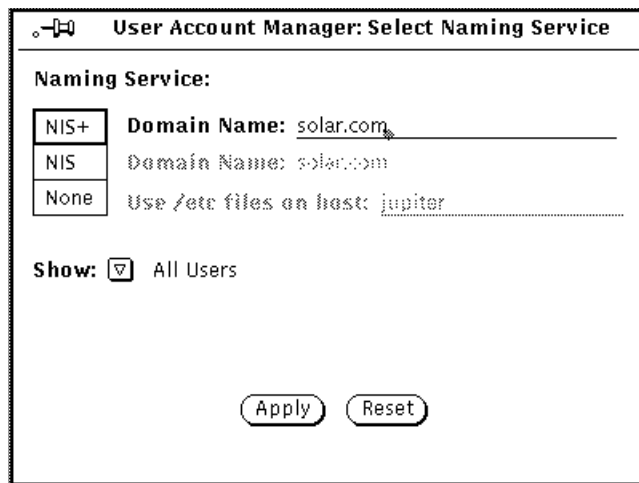 User Account Manager: Select Naming Service
Naming Service:
NIS+ Domain Name: solar.com
NIS Domain Name: solar.com
None Use /etc files on host: jupiter
Show: All Users
Apply Reset